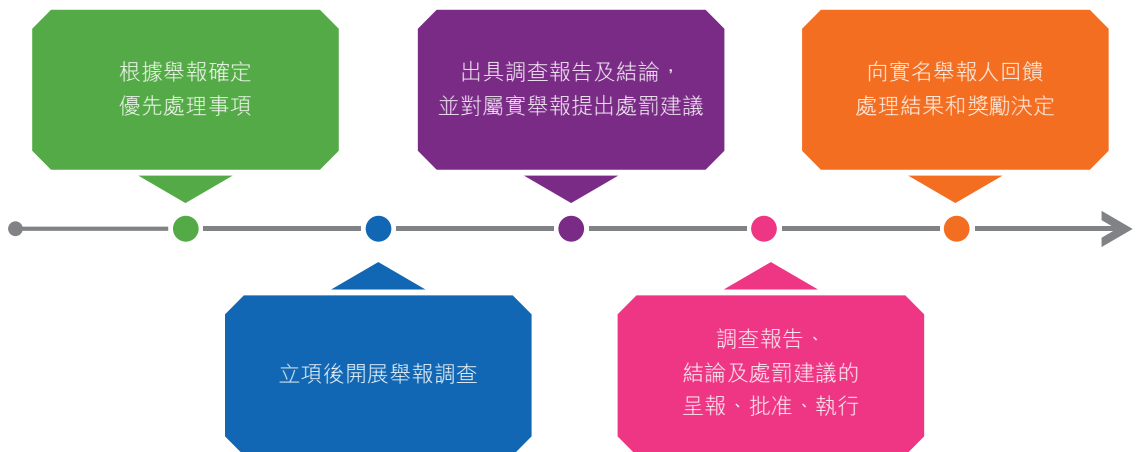 根據舉報確定
優先處理事項
立項後開展舉報調查
出具調查報告及結論，
並對屬實舉報提出處罰建議
調查報告、
結論及處罰建議的
呈報、批准、執行
向實名舉報人回饋
處理結果和獎勵決定